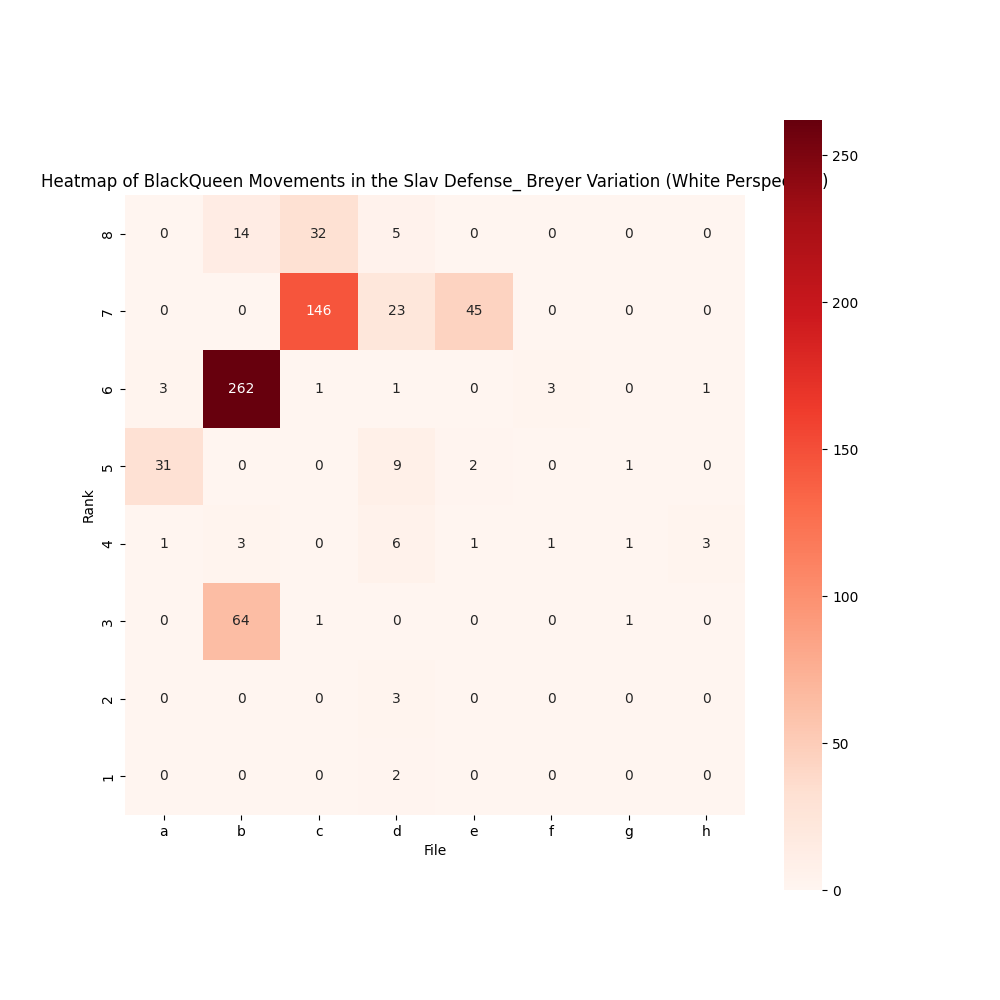 Heatmap of BlackQueen Movements in the Slav Defense_ Breyer Variation (White Perspe )
8 0 14 32 5 0 0 0 0
7 0 0 146 23 45 0 0 0
6 3 262 1 1 0 3 0 1
5 31 0 0 9 2 0 1 0
Rank
4 1 3 0 6 1 1 1 3
3 0 64 1 0 0 0 1 0
2 0 0 0 3 0 0 0 0
1 0 0 0 2 0 0 0 0
a b c d e f g h
File
250
200
150
100
50
0